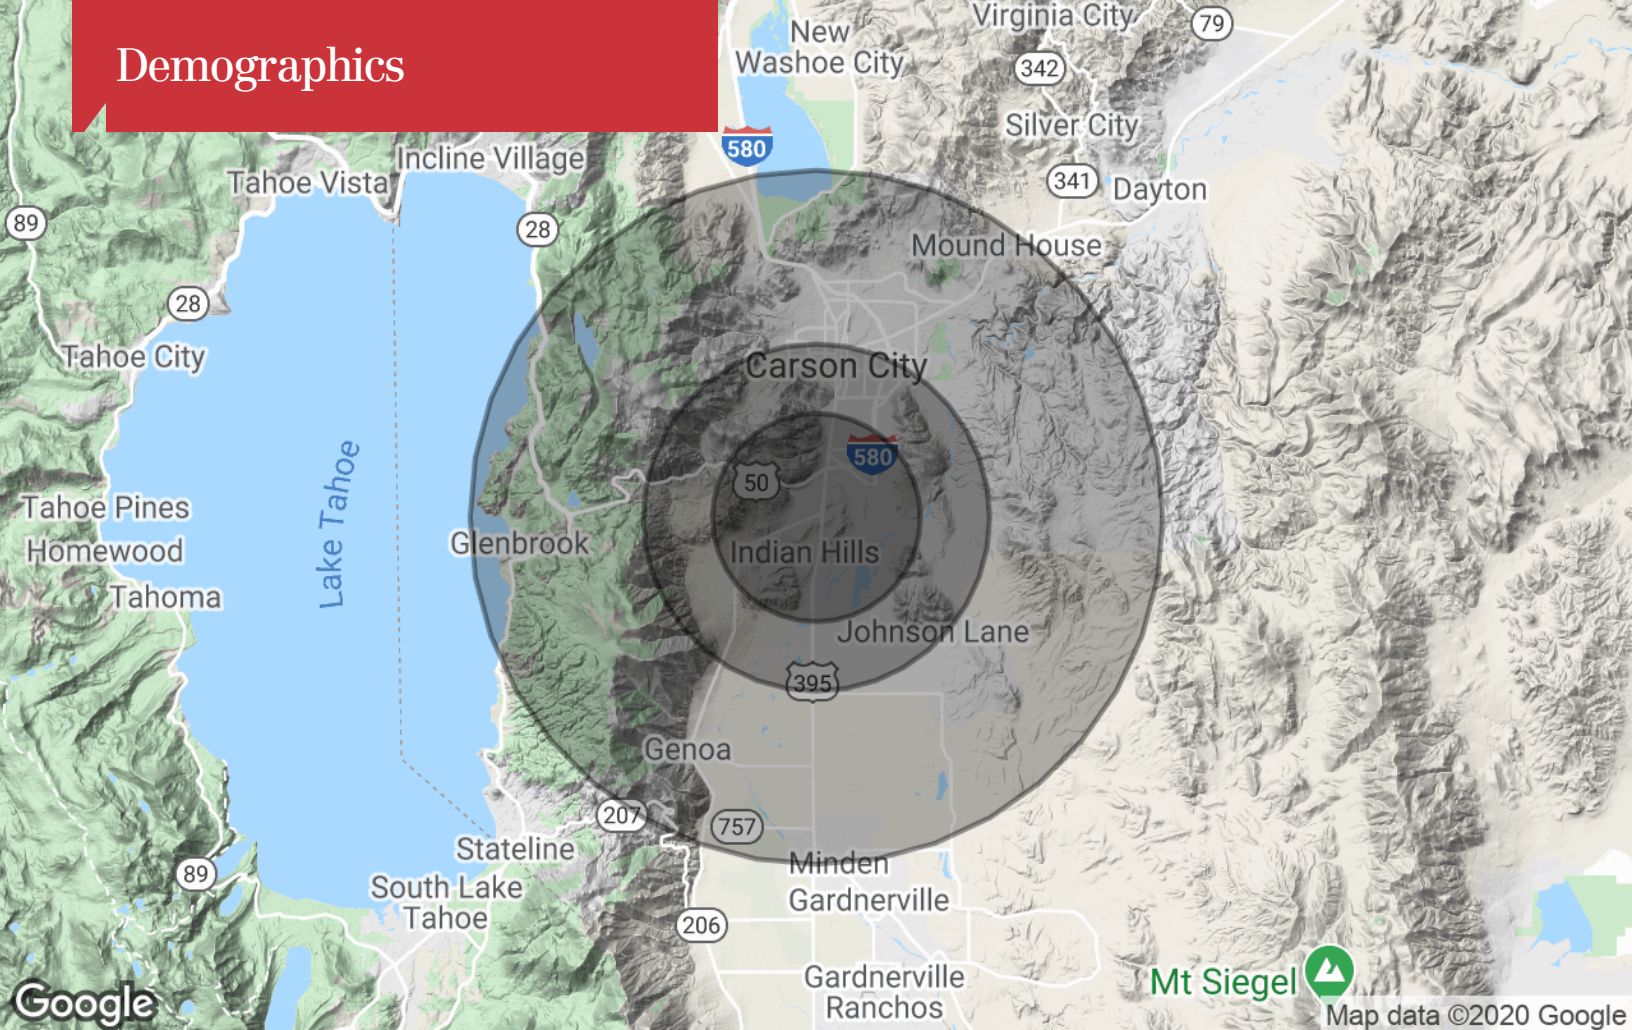 Demographics
New
Washoe City
Virginia City
79
342
Silver City
580
Incline Village
Tahoe Vista
341
Dayton
89
28
Mound House
28
Tahoe City
Carson City
580
50
Lake Tahoe
Tahoe Pines
Glenbrook
Homewood
Indian Hills
Tahoma
Johnson Lane
395
Genoa
207
757
Stateline
Minden
89
South Lake
Tahoe
Gardnerville
206
Gardnerville
Ranchos
Mt Siegel
Google
Map data ©2020 Google